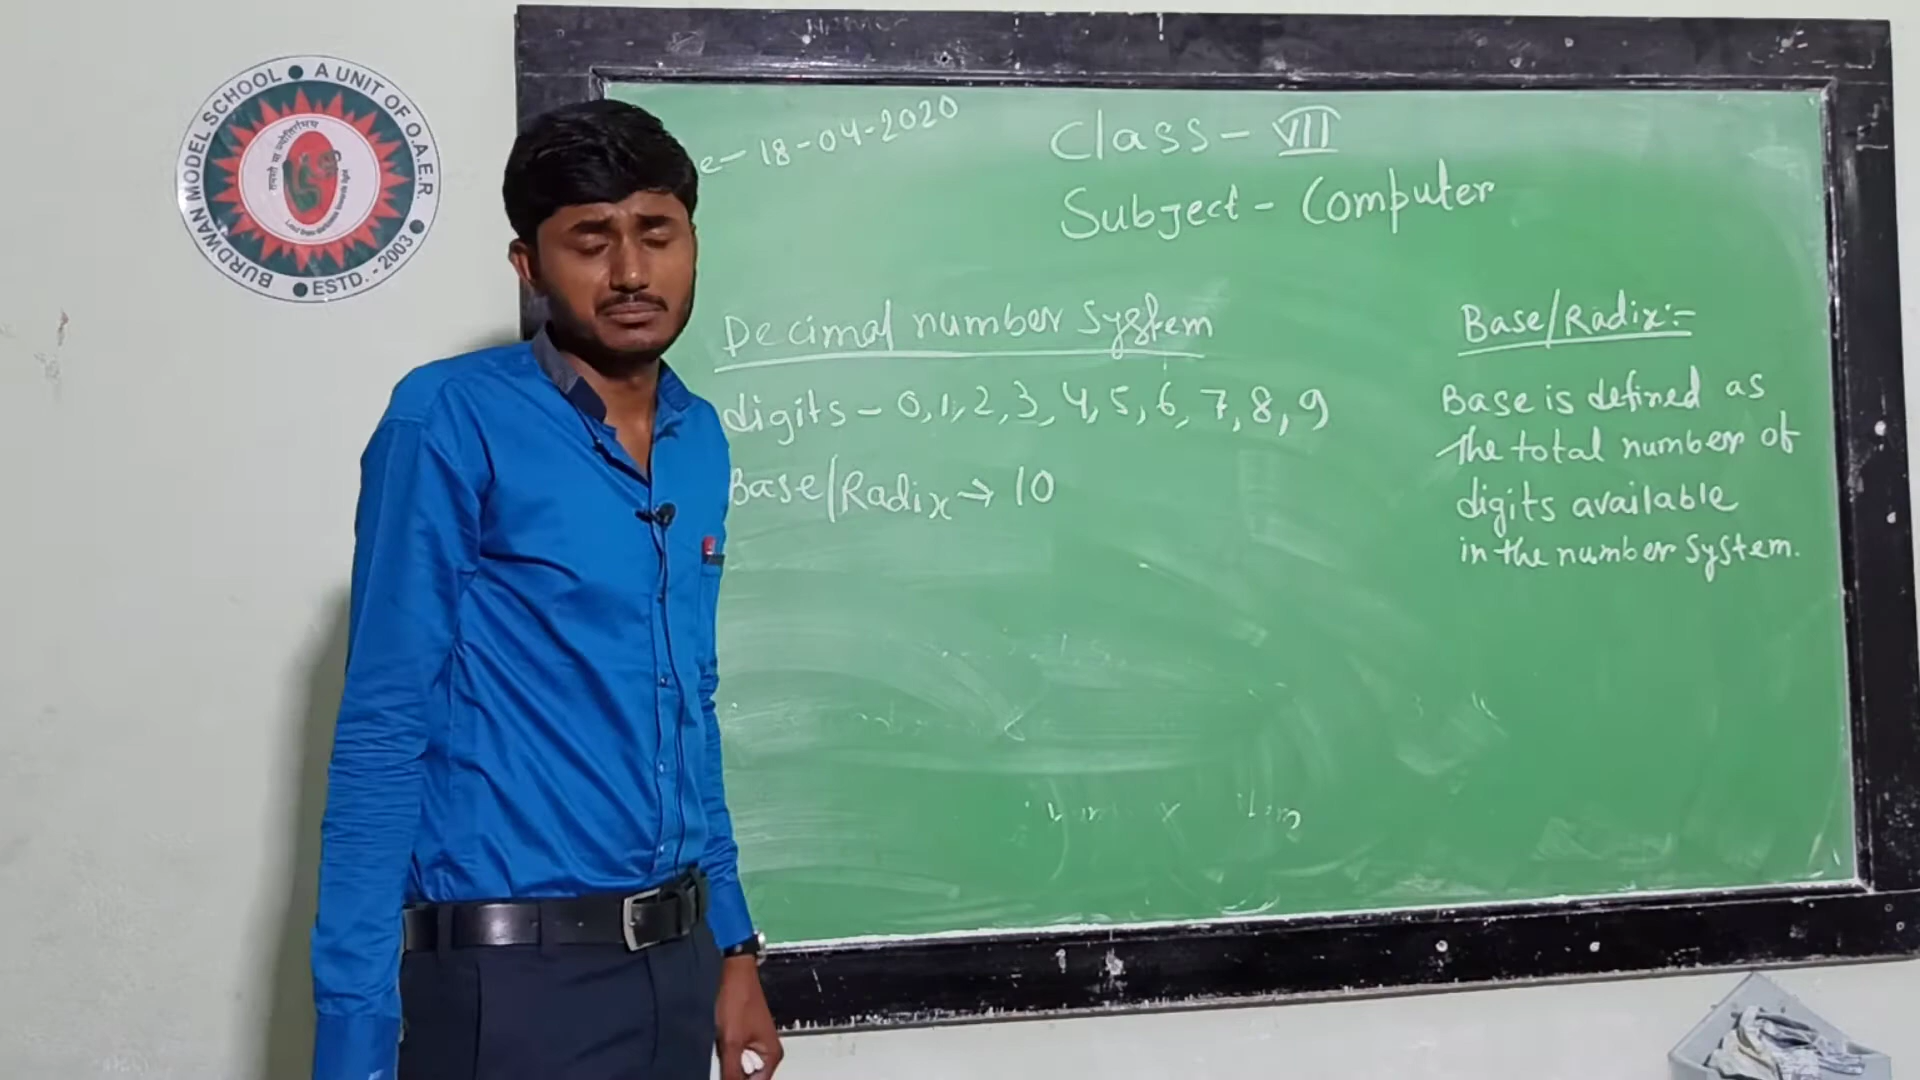 BURDWAN MODEL SCHOOL ● A UNIT OF O.A.E.R. ● ESTD.-2003 ●
e-18-04-2020
Class-VII
Subject-Computer
Decimal number System
digits-0,1,2,3,4,5,6,7,8,9
Base/Radix→10
Base/Radix:-
Base is defined as
the total number of
digits available
in the number System.